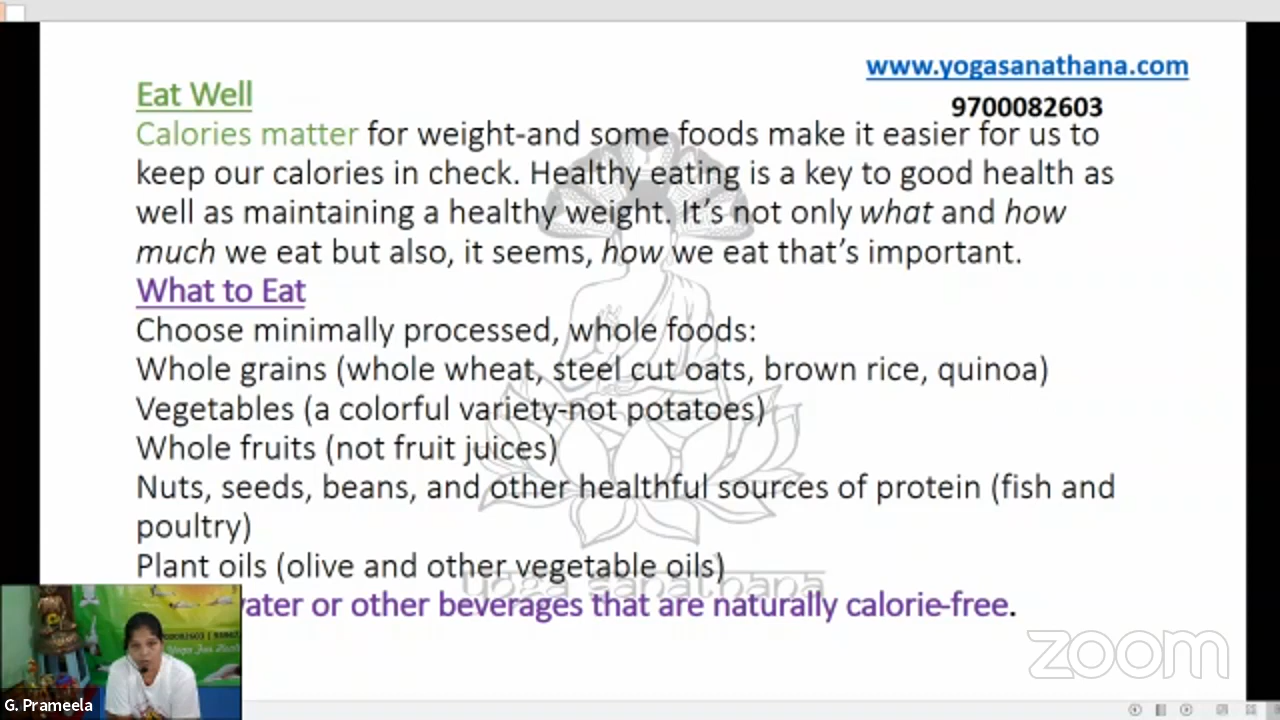 www.yogasanathana.com
9700082603
Eat Well
Calories matter for weight-and some foods make it easier for us to
keep our calories in check. Healthy eating is a key to good health as
well as maintaining a healthy weight. It's not only what and how
much we eat but also, it seems, how we eat that's important.
What to Eat
Choose minimally processed, whole foods:
Whole grains (whole wheat, steel cut oats, brown rice, quinoa)
Vegetables (a colorful variety-not potatoes)
Whole fruits (not fruit juices)
Nuts, seeds, beans, and other healthful sources of protein (fish and
poultry)
Plant oils (olive and other vegetable oils)
yoga sanathana
water or other beverages that are naturally calorie-free.
zoom
G. Prameela